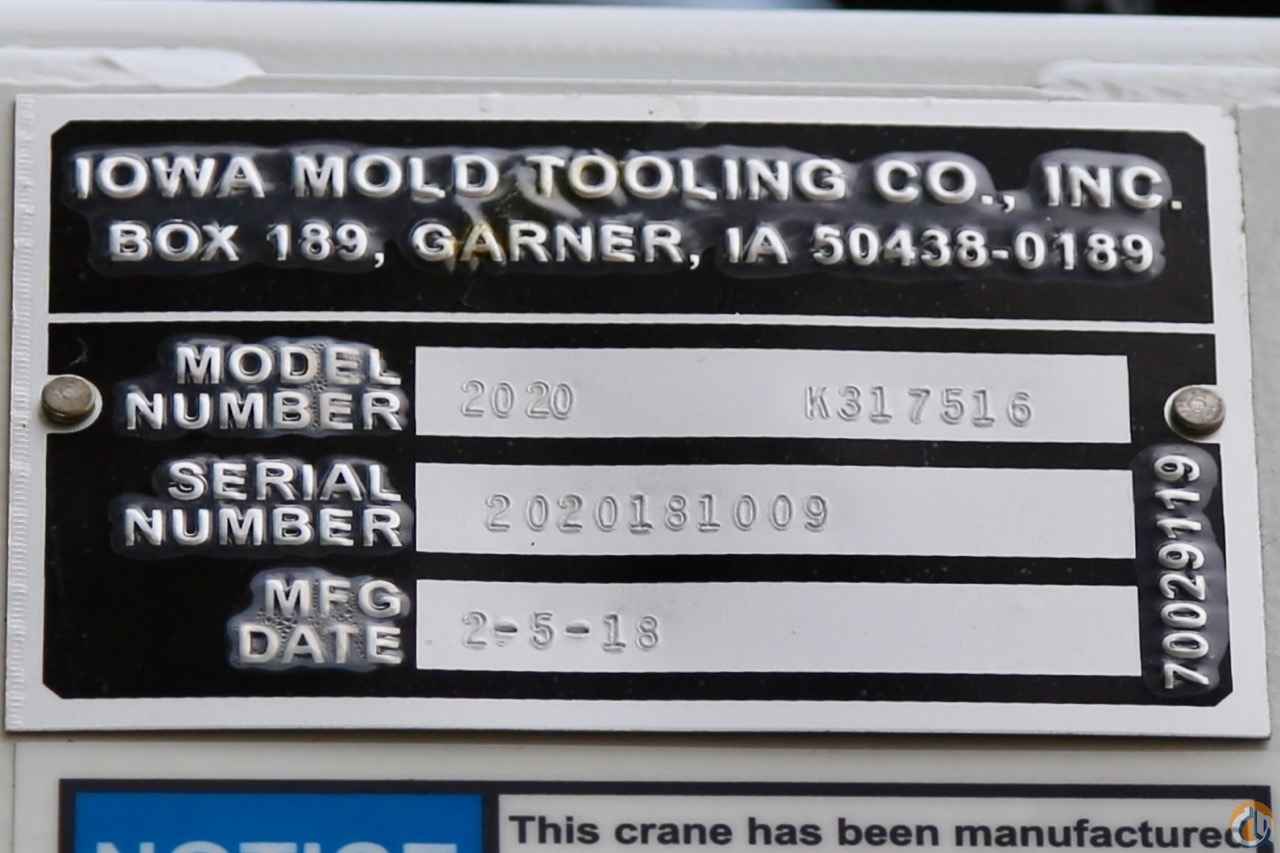 IOWA MOLD TOOLING CO., INC.
BOX 189, GARNER, IA 50438-0189
MODEL NUMBER 2020 K317516
SERIAL NUMBER 2020181009
MFG DATE 2-5-18
70029119
NOTICE
This crane has been manufactured